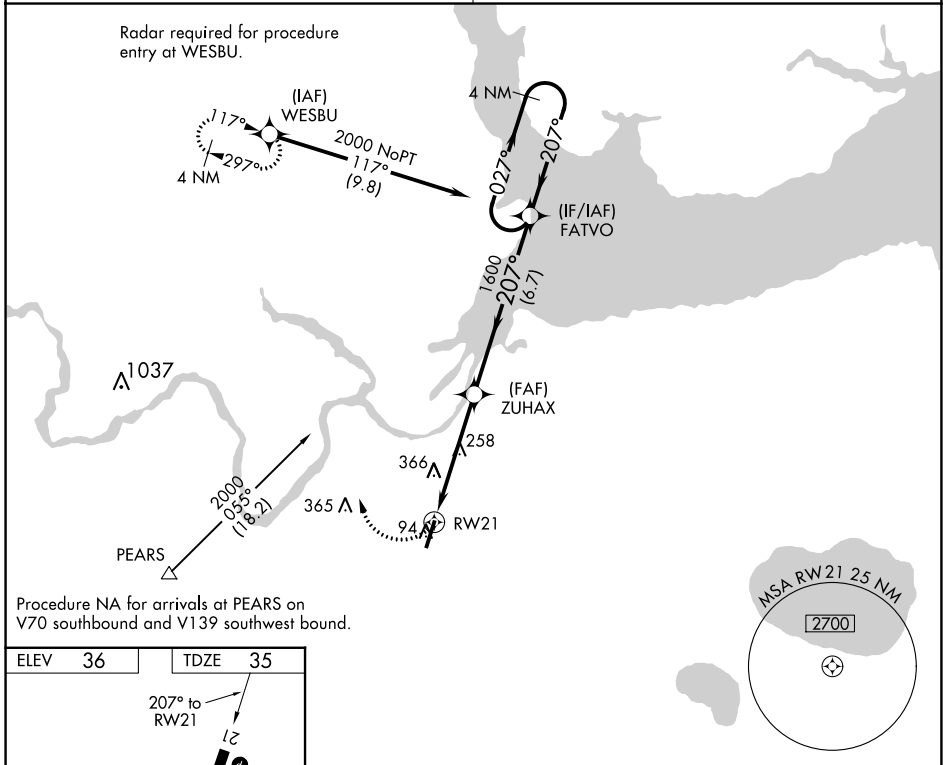 Radar required for procedure
entry at WESBU.
(IAF)
WESBU
117°
297°
4 NM
2000 NoPT
117°
(9.8)
4 NM
027°
207°
(IF/IAF)
FATVO
1600
207°
(6.7)
1037
(FAF)
ZUHAX
258
366
365
94
RW21
2000
055°
(18.2)
PEARS
Procedure NA for arrivals at PEARS on
V70 southbound and V139 southwest bound.
MSA RW21 25 NM
2700
ELEV 36
TDZE 35
207° to
RW21
21